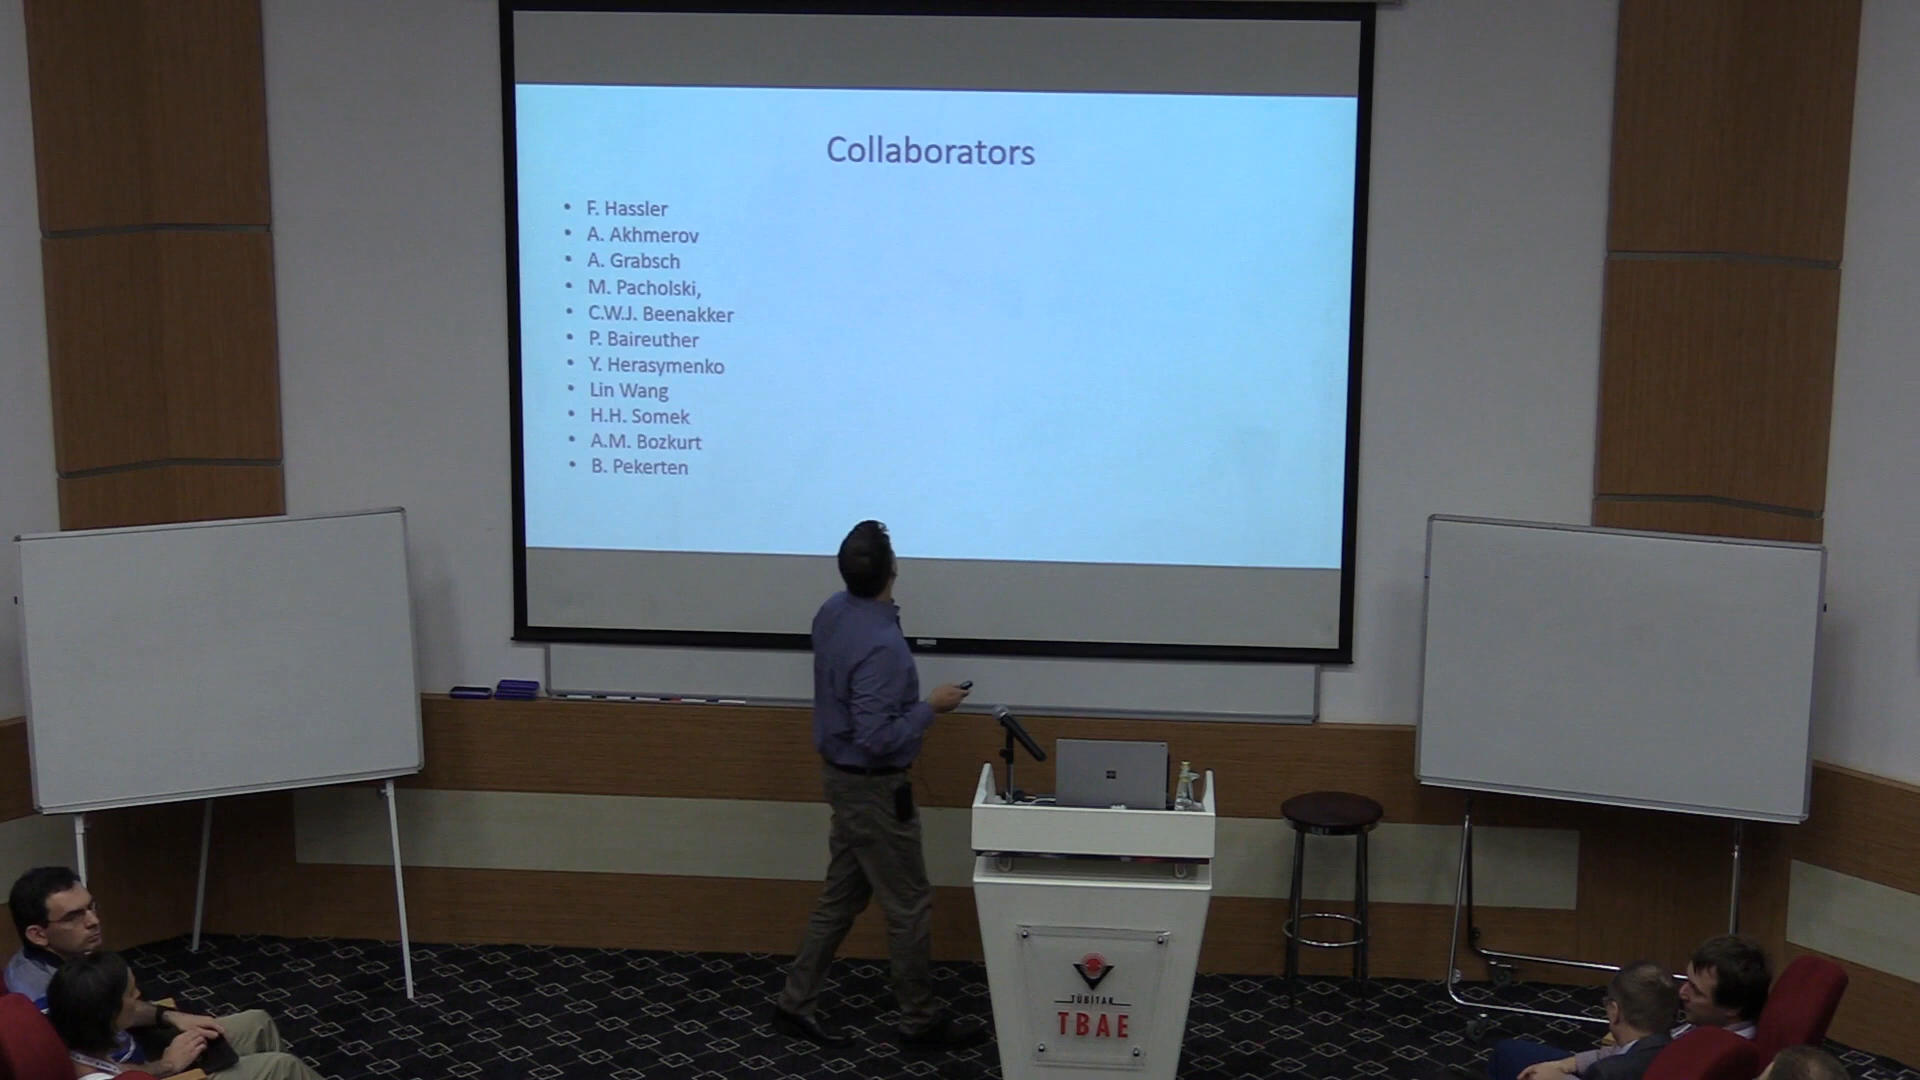 Collaborators
• F. Hassler
• A. Akhmerov
• A. Grabsch
• M. Pacholski,
• C.W.J. Beenakker
• P. Baireuther
• Y. Herasymenko
• Lin Wang
• H.H. Somek
• A.M. Bozkurt
• B. Pekerten
TÜBİTAK
TBAE